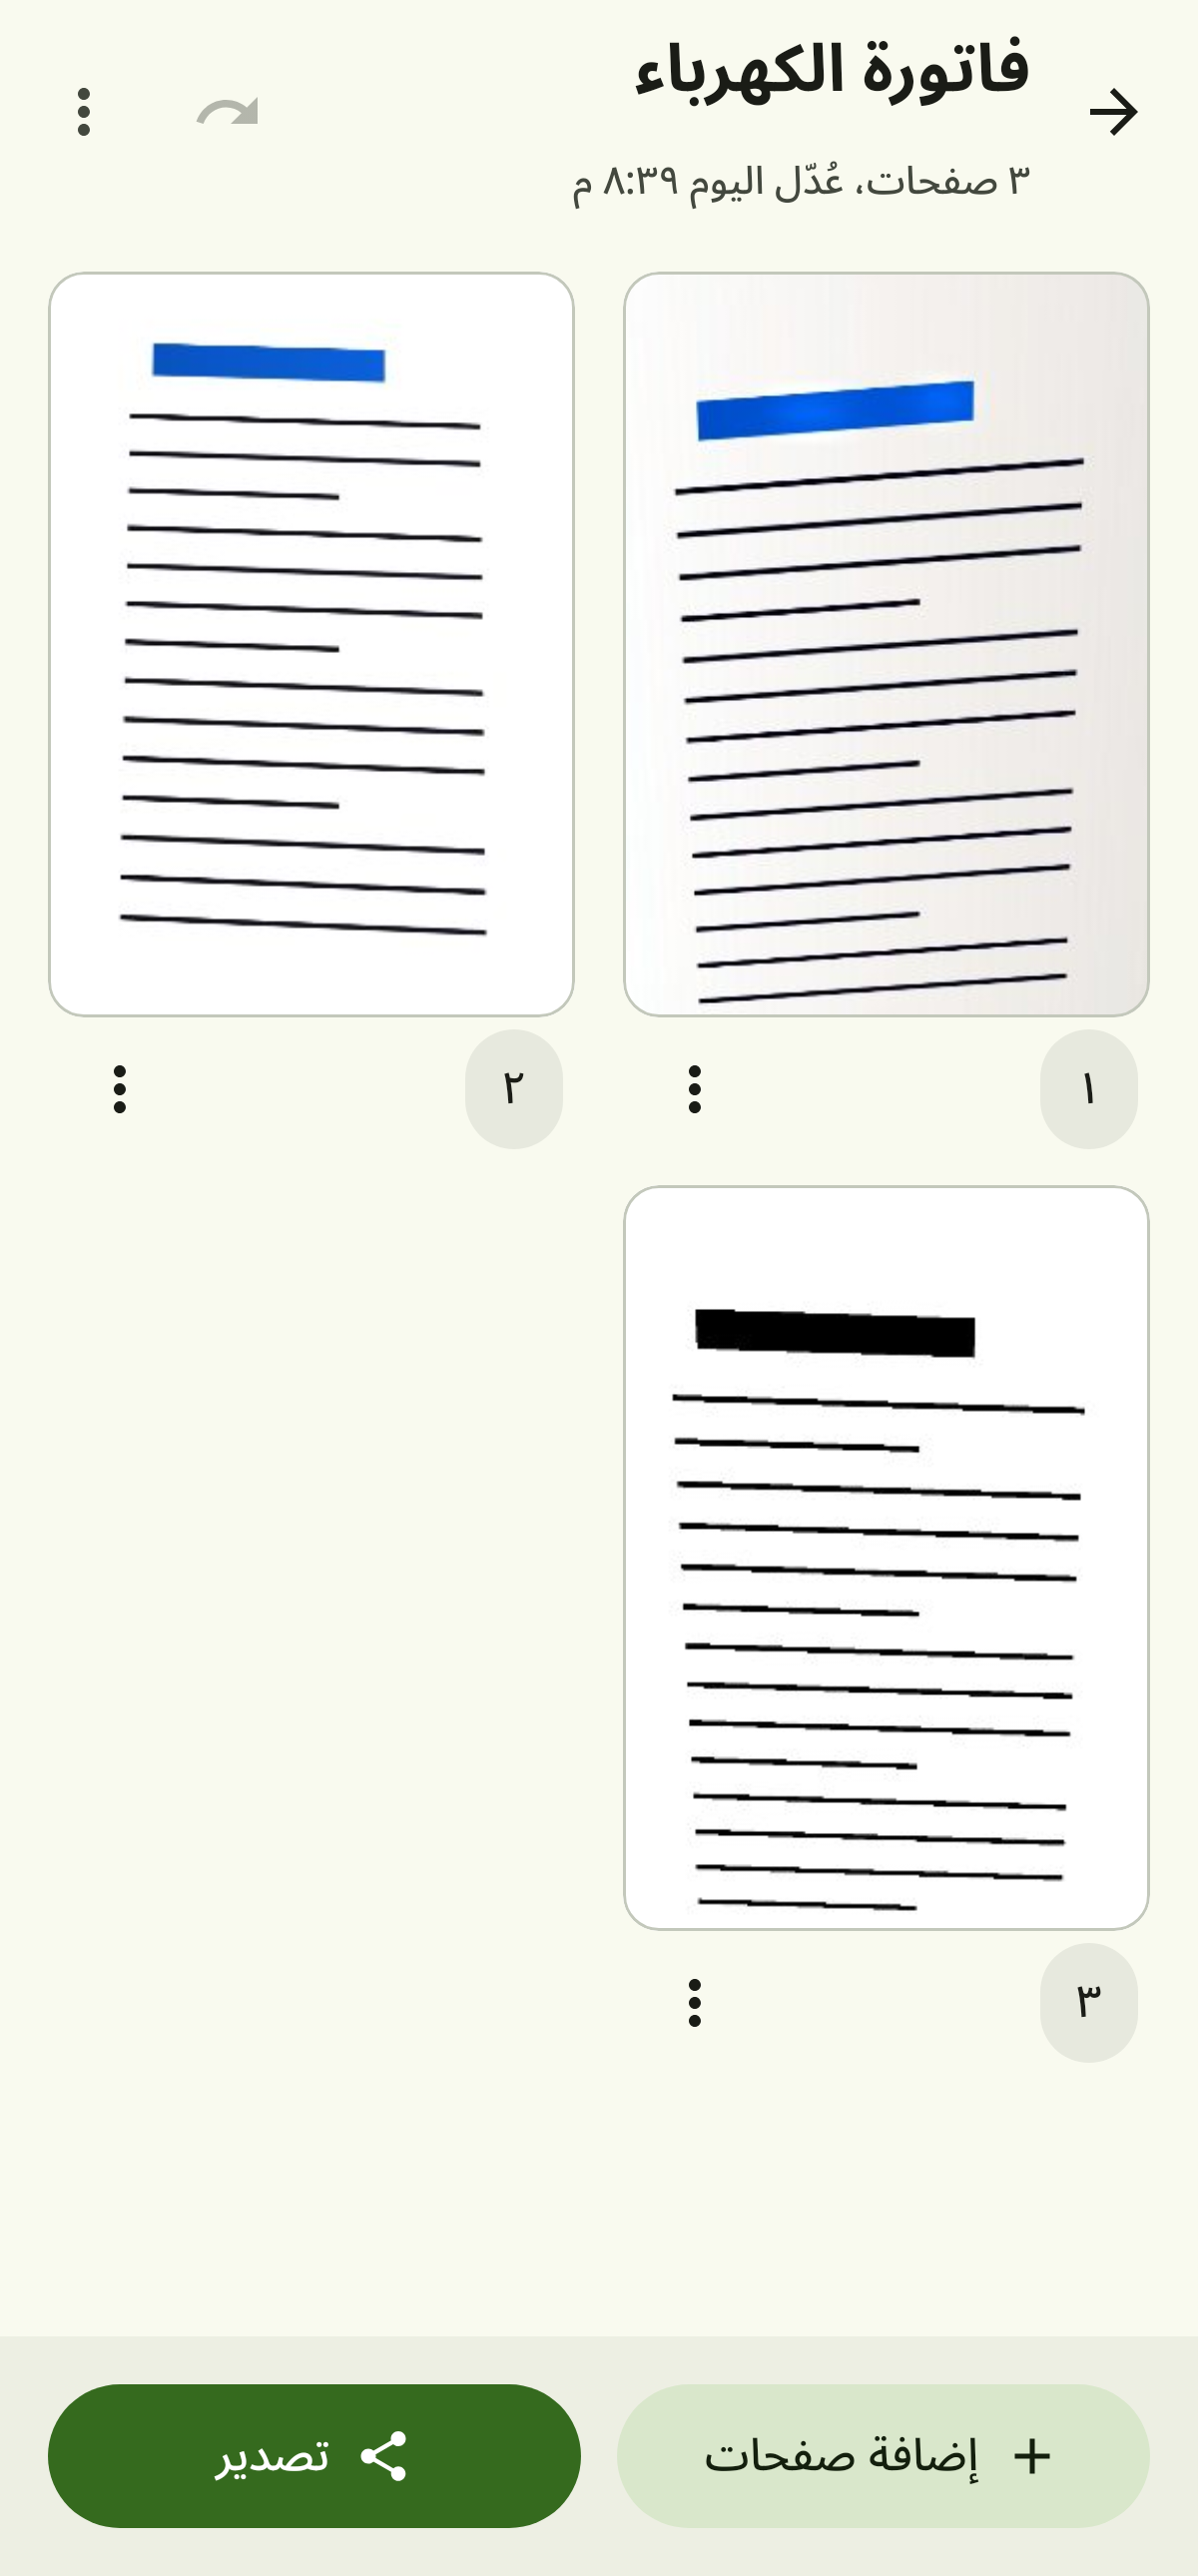 فاتورة الكهرباء
٣ صفحات، عُدّل اليوم ٨:٣٩ م
١
٢
٣
إضافة صفحات
تصدير